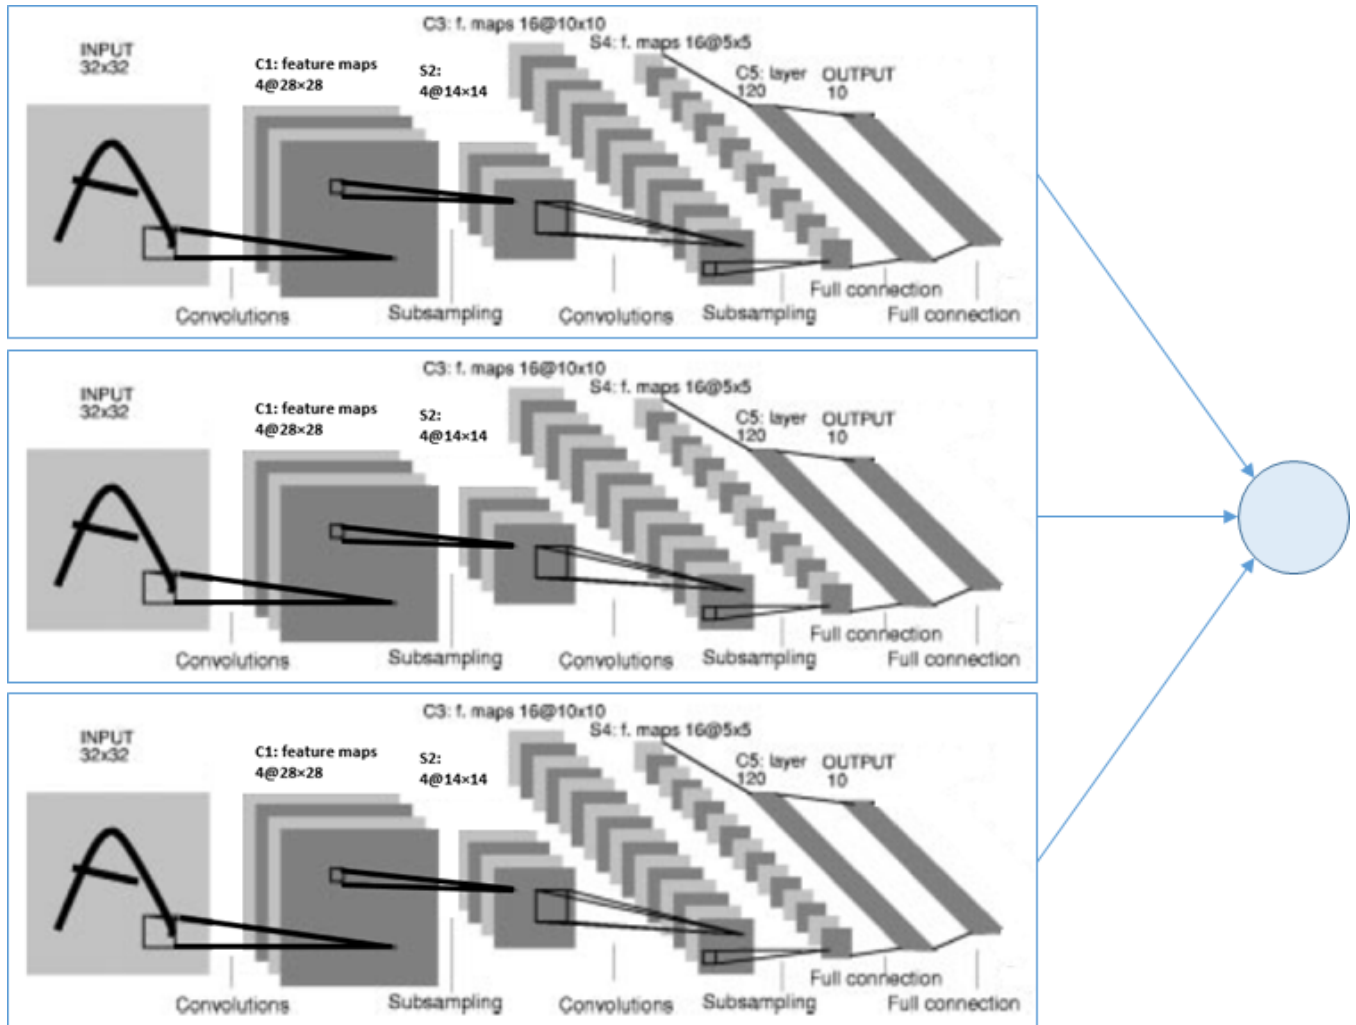 C3: f. maps 16@10x10
INPUT
32x32
S4: f. maps 16@5x5
C1: feature maps
4@28×28
S2:
4@14×14
C5: layer
120
OUTPUT
10
Convolutions
Subsampling
Convolutions
Subsampling
Full connection
Full connection
C3: f. maps 16@10x10
INPUT
32x32
S4: f. maps 16@5x5
C1: feature maps
4@28×28
S2:
4@14×14
C5: layer
120
OUTPUT
10
Convolutions
Subsampling
Convolutions
Subsampling
Full connection
Full connection
C3: f. maps 16@10x10
INPUT
32x32
S4: f. maps 16@5x5
C1: feature maps
4@28×28
S2:
4@14×14
C5: layer
120
OUTPUT
10
Convolutions
Subsampling
Convolutions
Subsampling
Full connection
Full connection